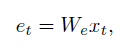 e_t = W_e x_t,